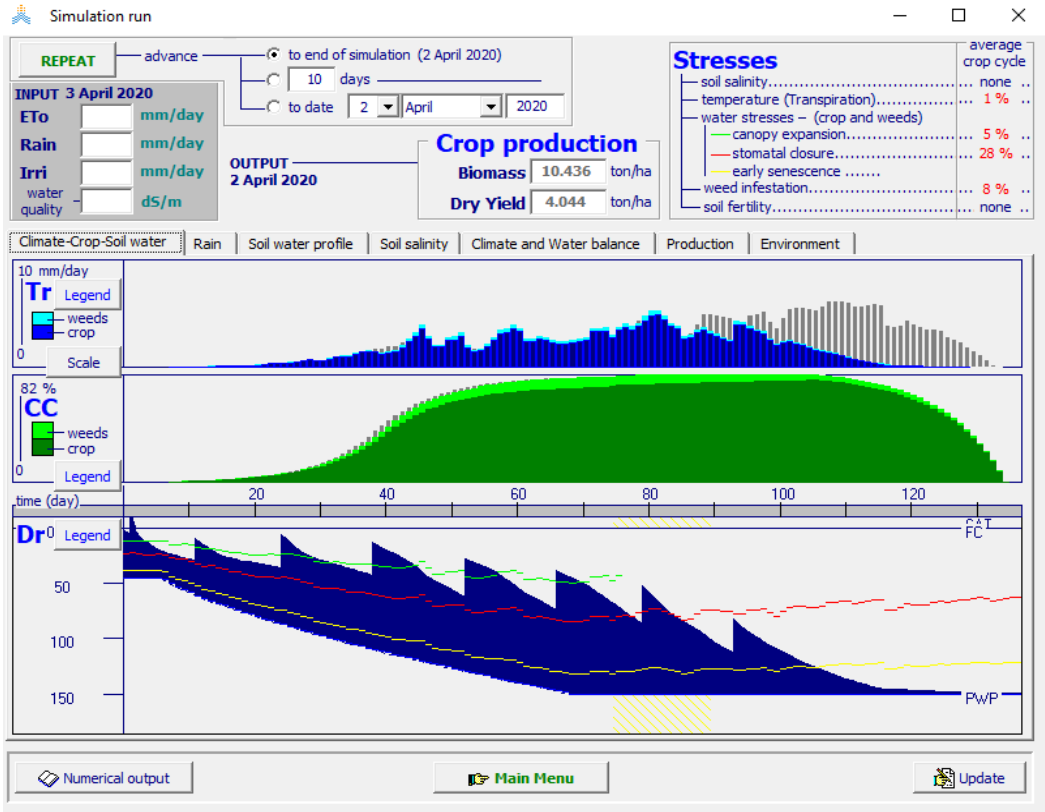 Simulation run
REPEAT
advance
to end of simulation (2 April 2020)
10 days
to date 2 April 2020
INPUT 3 April 2020
ETo mm/day
Rain mm/day
Irri mm/day
water quality dS/m
OUTPUT
2 April 2020
Crop production
Biomass 10.436 ton/ha
Dry Yield 4.044 ton/ha
Stresses
average
crop cycle
soil salinity.................................... none ..
temperature (Transpiration)................ 1 % ..
water stresses – (crop and weeds)
canopy expansion........................ 5 % ..
stomatal closure......................... 28 % ..
early senescence .......
weed infestation............................... 8 % ..
soil fertility.................................... none ..
Climate-Crop-Soil water Rain Soil water profile Soil salinity Climate and Water balance Production Environment
10 mm/day
Tr Legend
weeds
crop
0
Scale
82 %
CC
weeds
crop
0
Legend
time (day) 20 40 60 80 100 120
Dr 0 Legend
FC
50
100
150
PWP
Numerical output
Main Menu
Update